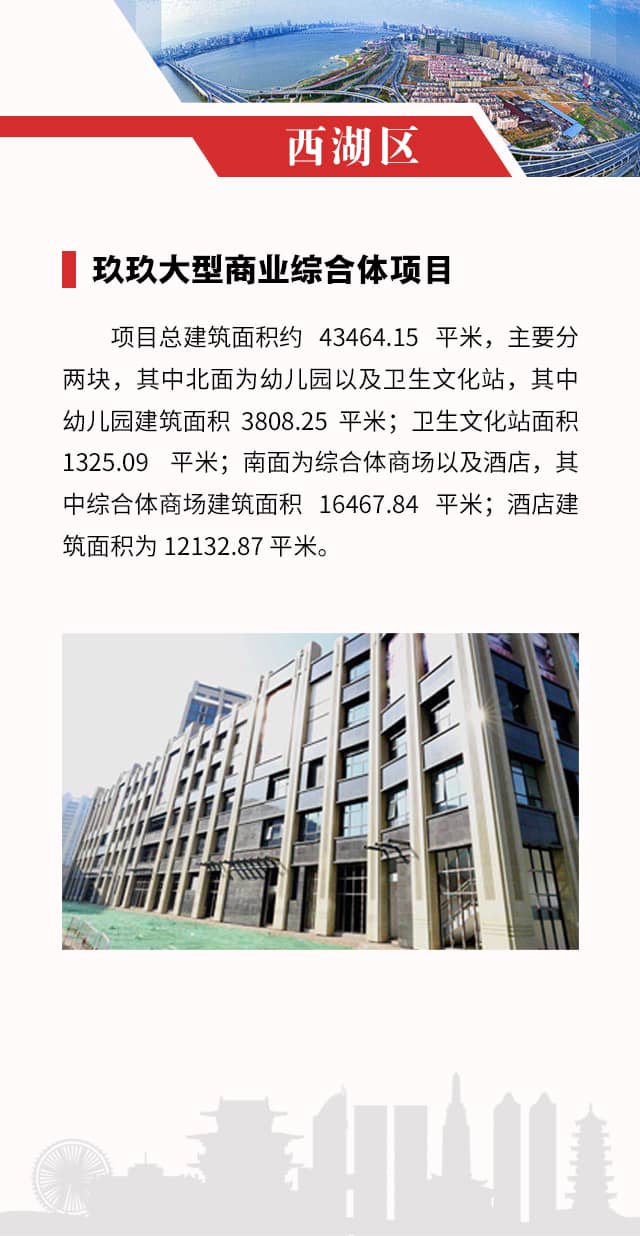 西湖区
玖玖大型商业综合体项目
项目总建筑面积约 43464.15 平米，主要分
两块，其中北面为幼儿园以及卫生文化站，其中
幼儿园建筑面积 3808.25 平米；卫生文化站面积
1325.09 平米；南面为综合体商场以及酒店，其
中综合体商场建筑面积 16467.84 平米；酒店建
筑面积为 12132.87 平米。